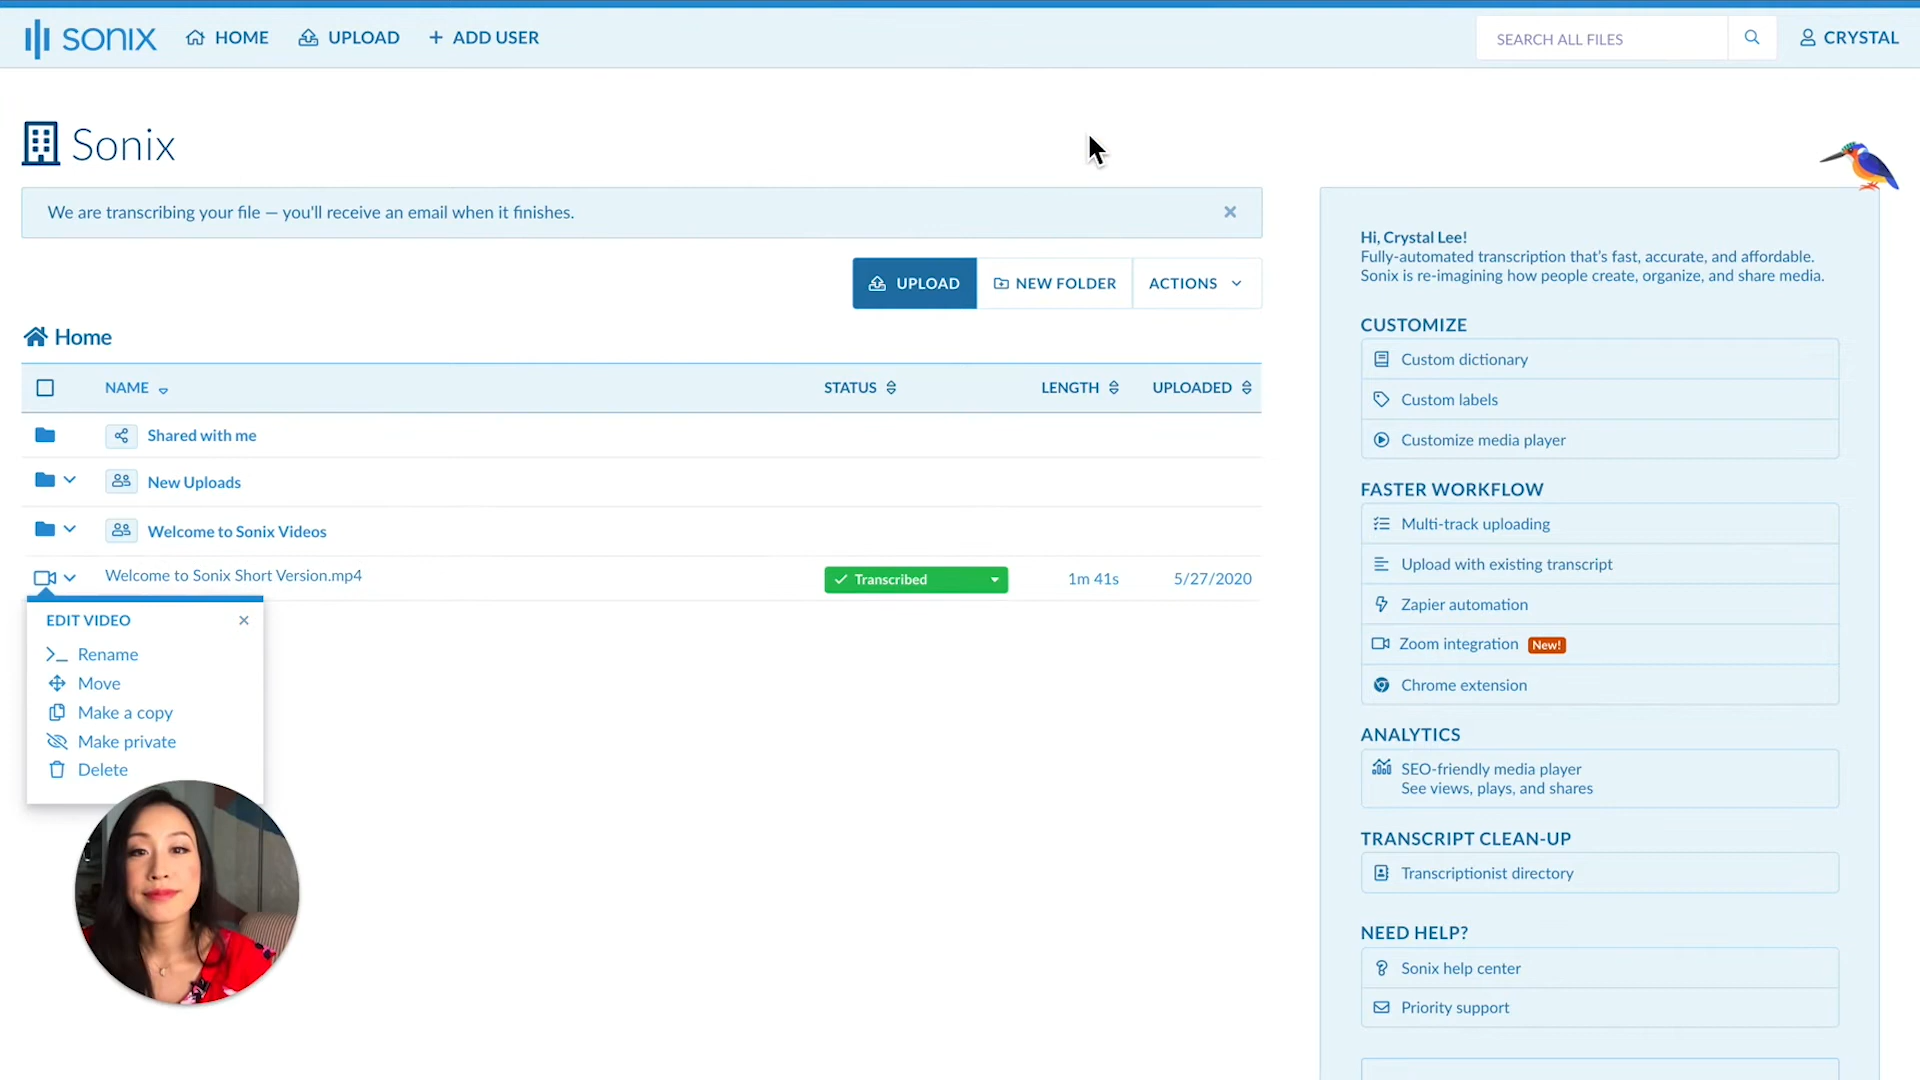 sonix HOME UPLOAD + ADD USER SEARCH ALL FILES CRYSTAL
Sonix
We are transcribing your file — you'll receive an email when it finishes.
UPLOAD NEW FOLDER ACTIONS
Home
NAME STATUS LENGTH UPLOADED
Shared with me
New Uploads
Welcome to Sonix Videos
Welcome to Sonix Short Version.mp4 Transcribed 1m 41s 5/27/2020
EDIT VIDEO
Rename
Move
Make a copy
Make private
Delete
Hi, Crystal Lee!
Fully-automated transcription that's fast, accurate, and affordable.
Sonix is re-imagining how people create, organize, and share media.
CUSTOMIZE
Custom dictionary
Custom labels
Customize media player
FASTER WORKFLOW
Multi-track uploading
Upload with existing transcript
Zapier automation
Zoom integration New!
Chrome extension
ANALYTICS
SEO-friendly media player
See views, plays, and shares
TRANSCRIPT CLEAN-UP
Transcriptionist directory
NEED HELP?
Sonix help center
Priority support